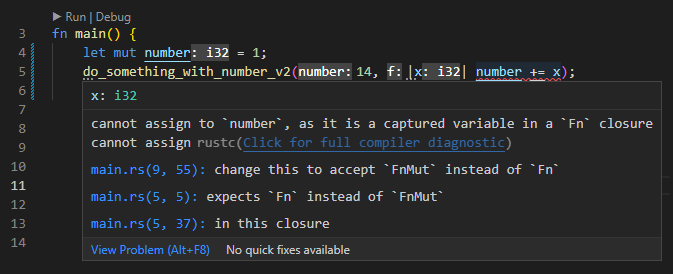 ▶ Run | Debug
3 fn main() {
4 let mut number: i32 = 1;
5 do_something_with_number_v2(number: 14, f: |x: i32| number += x);
6 x: i32
7
8 cannot assign to `number`, as it is a captured variable in a `Fn` closure
9 cannot assign rustc(Click for full compiler diagnostic)
10 main.rs(9, 55): change this to accept `FnMut` instead of `Fn`
11 main.rs(5, 5): expects `Fn` instead of `FnMut`
12
13 main.rs(5, 37): in this closure
14 View Problem (Alt+F8) No quick fixes available